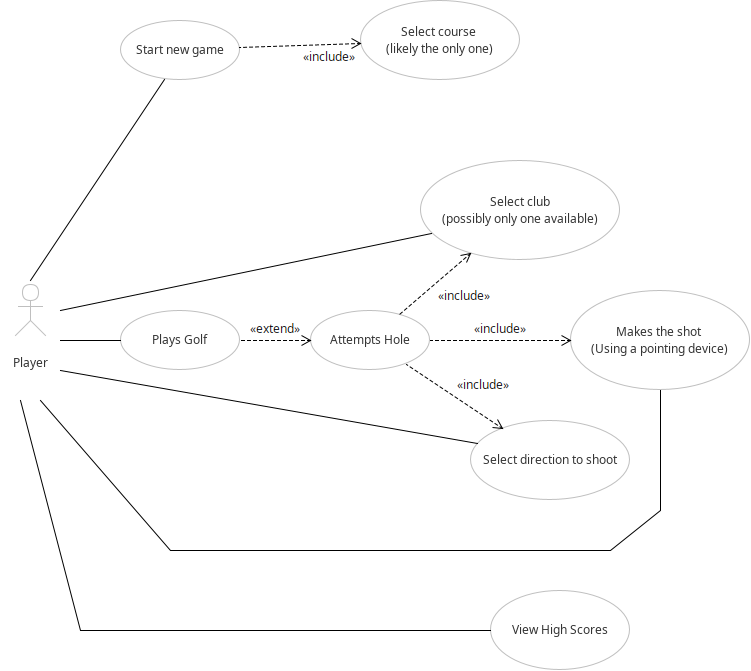 Start new game
«include»
Select course
(likely the only one)
Select club
(possibly only one available)
«include»
Player
Plays Golf
«extend»
Attempts Hole
«include»
Makes the shot
(Using a pointing device)
«include»
Select direction to shoot
View High Scores